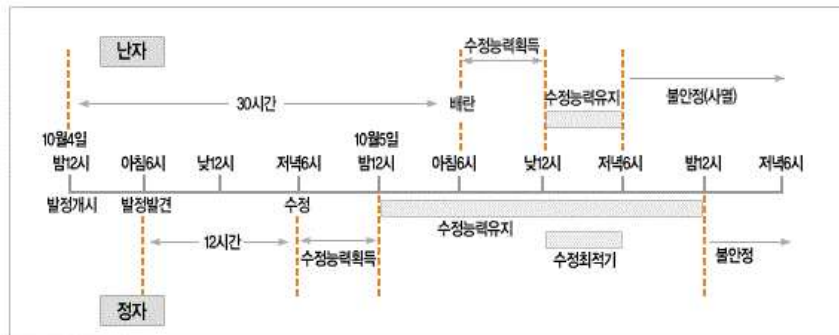 난자
수정능력획득
30시간
배란
수정능력유지
불안정(사멸)
10월4일
10월5일
밤12시 아침6시 낮12시 저녁6시 밤12시 아침6시 낮12시 저녁6시 밤12시 저녁6시
발정개시 발정발견 수정
수정능력유지
12시간
수정능력획득
수정최적기
불안정
정자